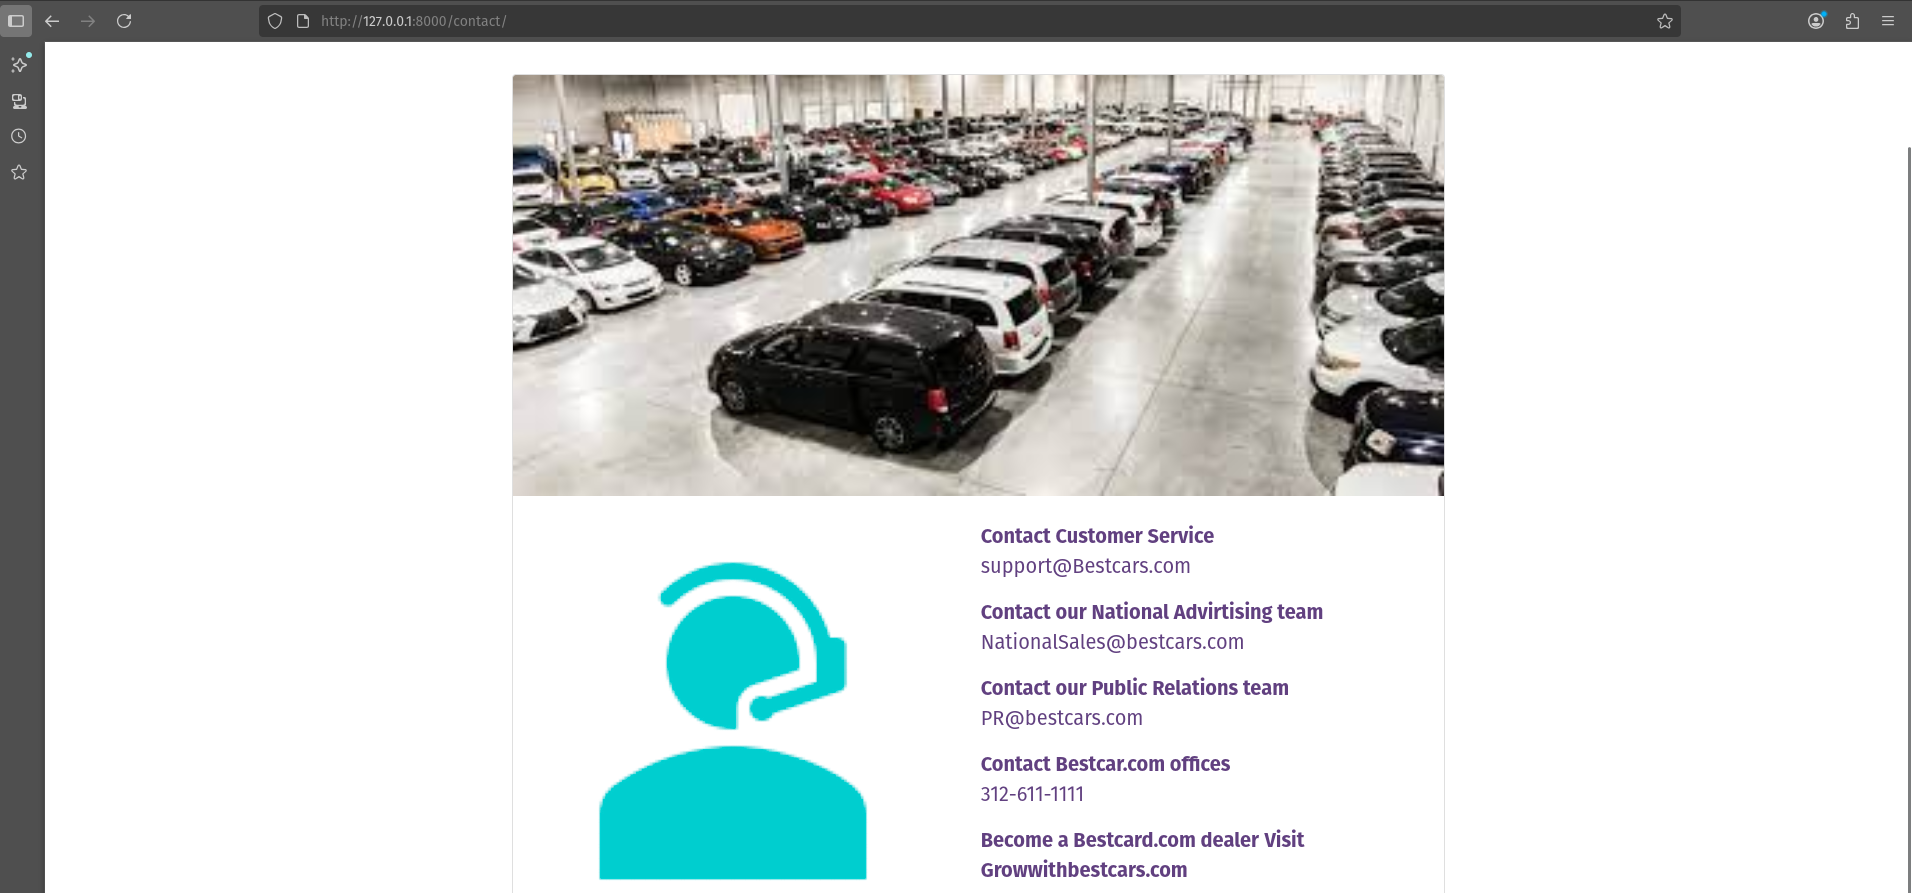 http://127.0.0.1:8000/contact/
Contact Customer Service
support@Bestcars.com
Contact our National Advirtising team
NationalSales@bestcars.com
Contact our Public Relations team
PR@bestcars.com
Contact Bestcar.com offices
312-611-1111
Become a Bestcard.com dealer Visit
Growwithbestcars.com